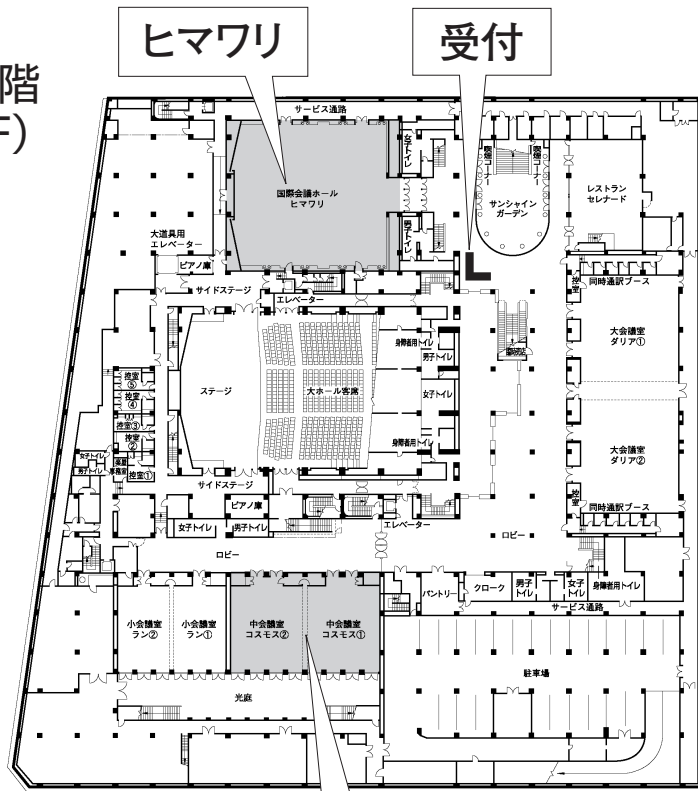 ヒマワリ
受付
階
F)
サービス通路
女子トイレ
喫煙コーナー
喫煙コーナー
国際会議ホール
ヒマワリ
サンシャイン
ガーデン
レストラン
セレナード
男子トイレ
大道具用
エレベーター
ピアノ庫
サイドステージ
エレベーター
控室
同時通訳ブース
身障者用トイレ
男子トイレ
大会議室
ダリア①
控室
⑤
控室
④
控室③
控室
②
ステージ
大ホール客席
女子トイレ
身障者用トイレ
大会議室
ダリア②
女子トイレ
男子トイレ
楽屋
事務室
控室①
サイドステージ
控室
同時通訳ブース
ピアノ庫
女子トイレ
男子トイレ
エレベーター
ロビー
ロビー
パントリー
クローク
男子
トイレ
女子
トイレ
身障者用トイレ
サービス通路
小会議室
ラン②
小会議室
ラン①
中会議室
コスモス②
中会議室
コスモス①
駐車場
光庭